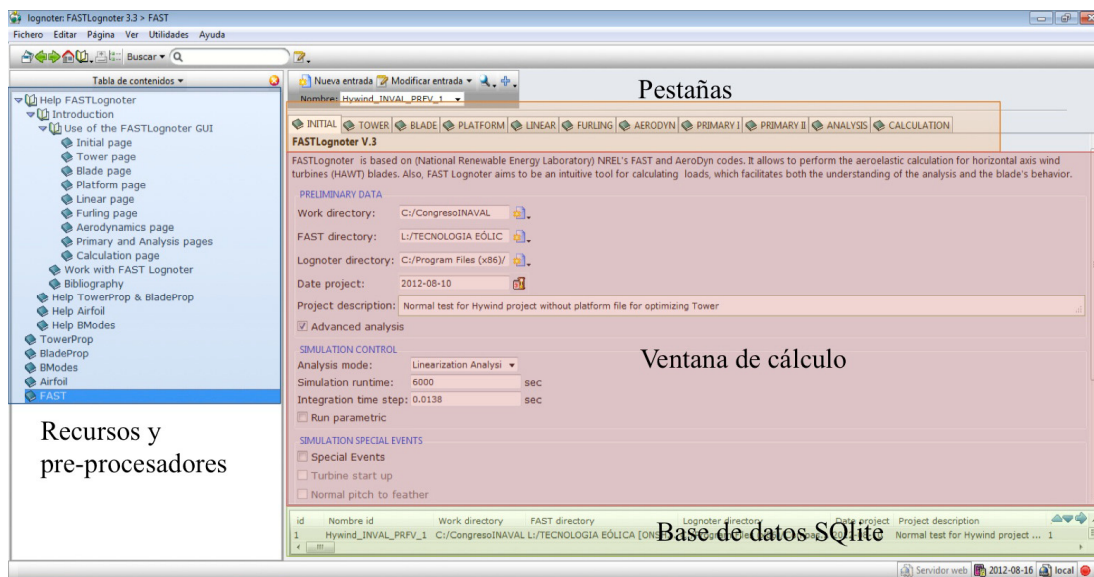 lognoter: FASTLognoter 3.3 > FAST
Fichero Editar Página Ver Utilidades Ayuda
Buscar
Tabla de contenidos
Help FASTLognoter
Introduction
Use of the FASTLognoter GUI
Initial page
Tower page
Blade page
Platform page
Linear page
Furling page
Aerodynamics page
Primary and Analysis pages
Calculation page
Work with FAST Lognoter
Bibliography
Help TowerProp & BladeProp
Help Airfoil
Help BModes
TowerProp
BladeProp
BModes
Airfoil
FAST
Recursos y
pre-procesadores
Nueva entrada Modificar entrada
Nombre: Hywind_INVAL_PRFV_1
Pestañas
INITIAL TOWER BLADE PLATFORM LINEAR FURLING AERODYN PRIMARY I PRIMARY II ANALYSIS CALCULATION
FASTLognoter V.3
FASTLognoter is based on (National Renewable Energy Laboratory) NREL's FAST and AeroDyn codes. It allows to perform the aeroelastic calculation for horizontal axis wind
turbines (HAWT) blades. Also, FAST Lognoter aims to be an intuitive tool for calculating loads, which facilitates both the understanding of the analysis and the blade's behavior.
PRELIMINARY DATA
Work directory: C:/CongresoINAVAL
FAST directory: L:/TECNOLOGIA EÓLIC
Lognoter directory: C:/Program Files (x86)/
Date project: 2012-08-10
Project description: Normal test for Hywind project without platform file for optimizing Tower
Advanced analysis
SIMULATION CONTROL
Analysis mode: Linearization Analysi
Ventana de cálculo
Simulation runtime: 6000 sec
Integration time step: 0.0138 sec
Run parametric
SIMULATION SPECIAL EVENTS
Special Events
Turbine start up
Normal pitch to feather
id Nombre id Work directory FAST directory Lognoter directory Date project Project description
Base de datos SQlite
1 Hywind_INVAL_PRFV_1 C:/CongresoINAVAL L:/TECNOLOGIA EÓLICA [ONSH Normal test for Hywind project ... 1
Servidor web 2012-08-16 local